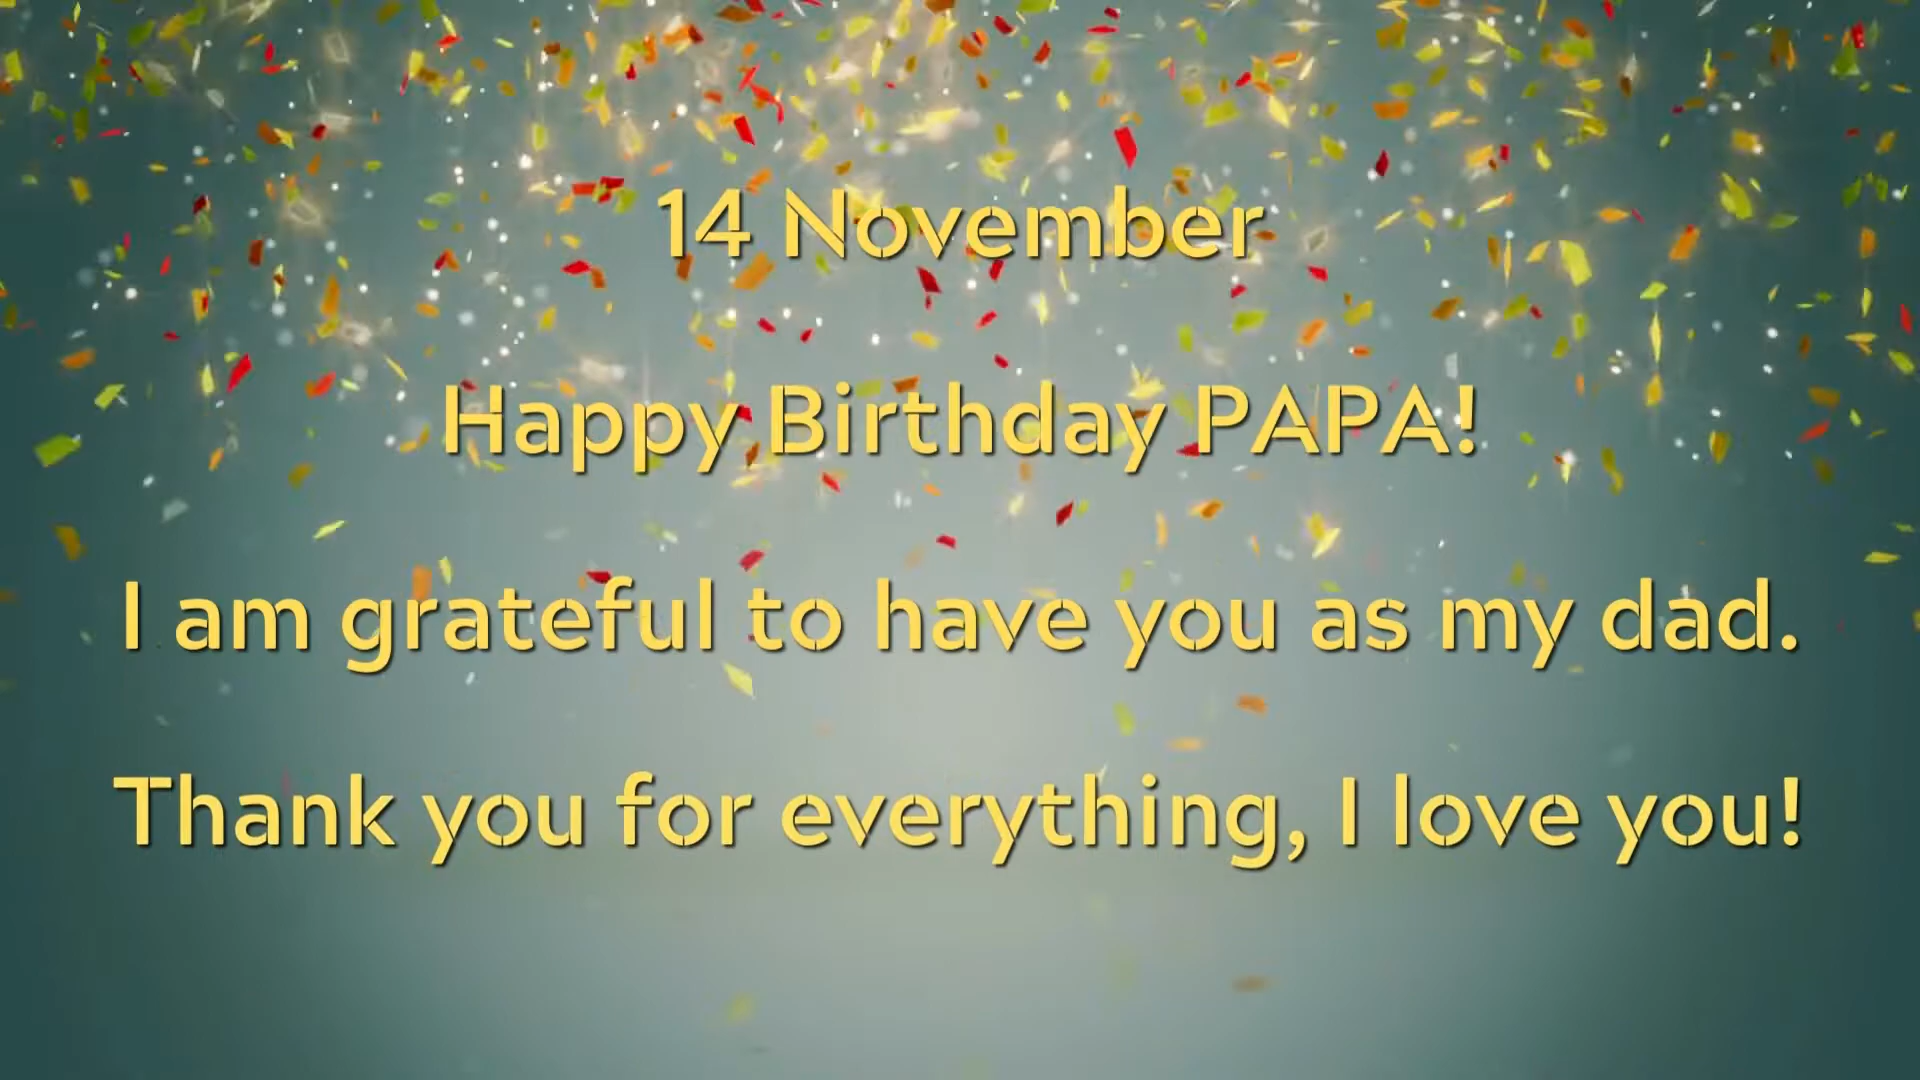 14 November
Happy Birthday PAPA!
I am grateful to have you as my dad.
Thank you for everything, I love you!